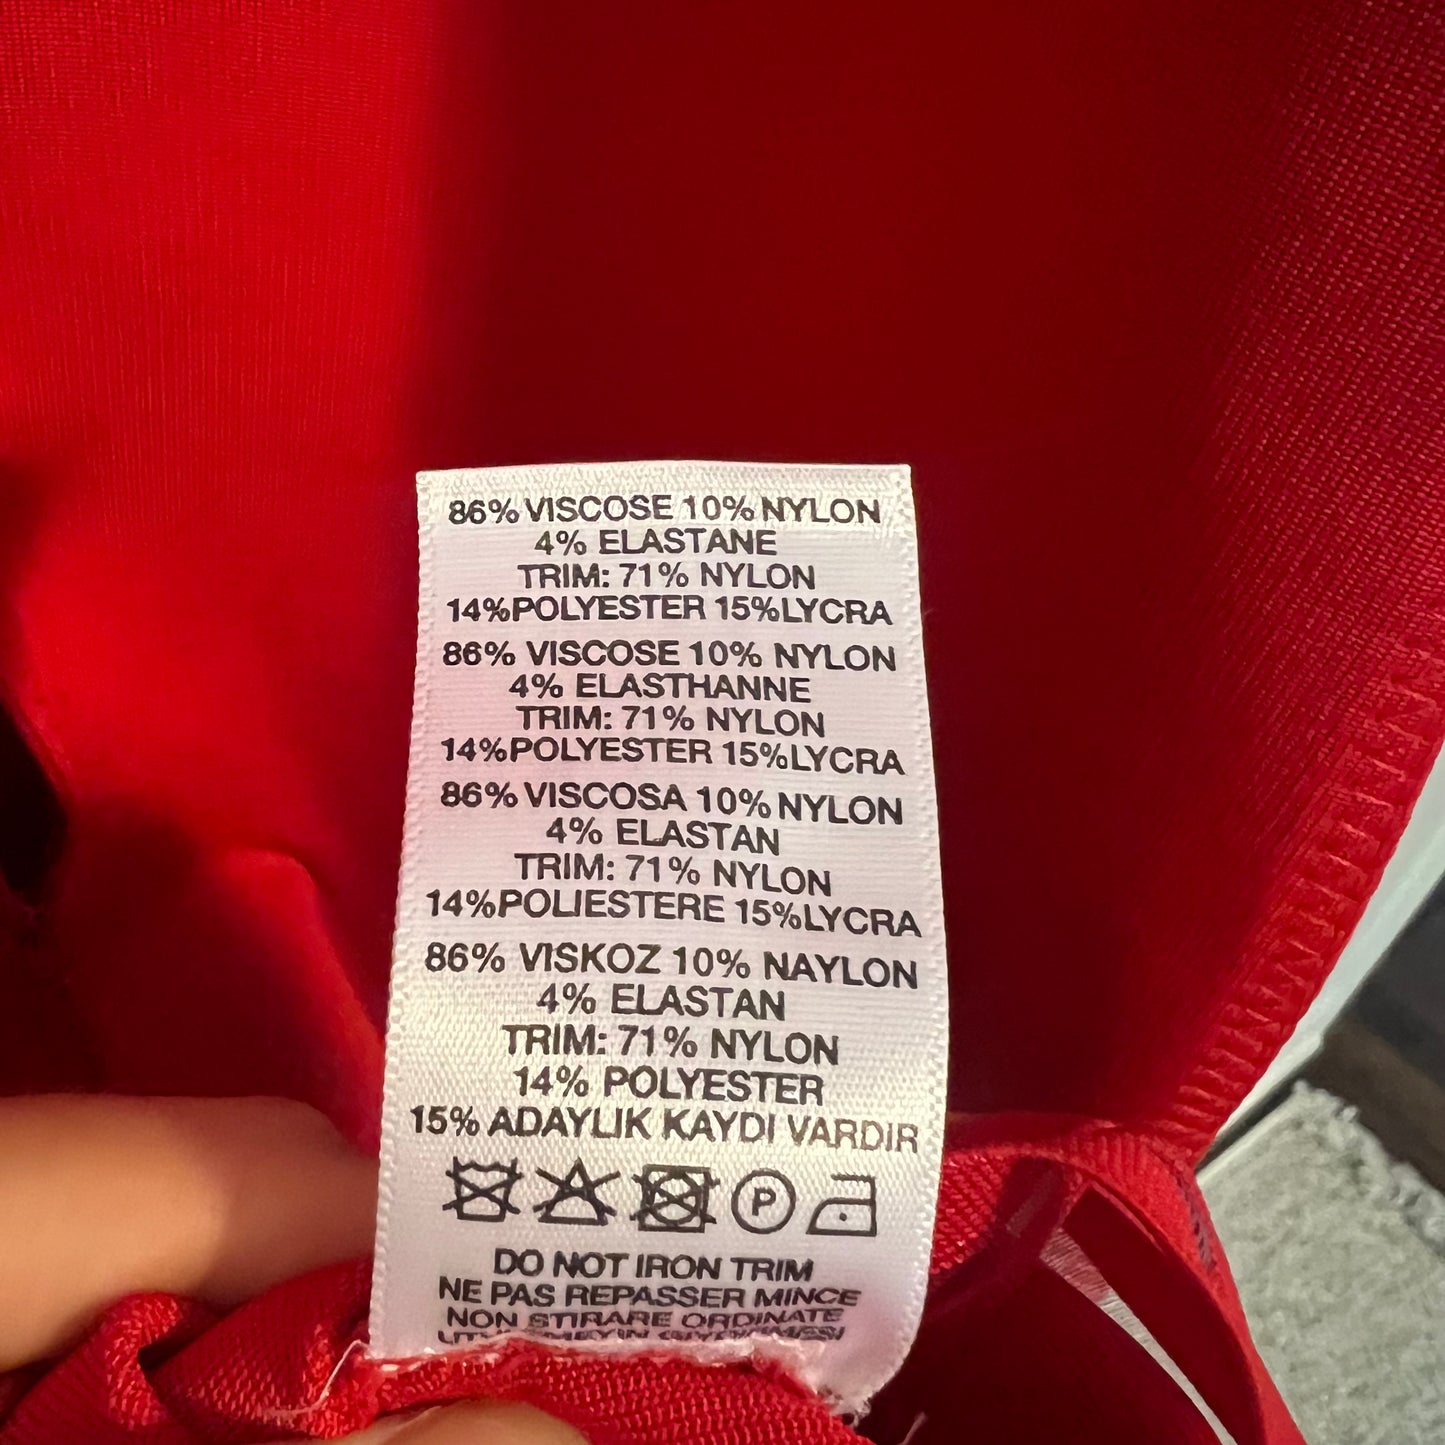 86% VISCOSE 10% NYLON
4% ELASTANE
TRIM: 71% NYLON
14%POLYESTER 15%LYCRA
86% VISCOSE 10% NYLON
4% ELASTHANNE
TRIM: 71% NYLON
14%POLYESTER 15%LYCRA
86% VISCOSA 10% NYLON
4% ELASTAN
TRIM: 71% NYLON
14%POLIESTERE 15%LYCRA
86% VISKOZ 10% NAYLON
4% ELASTAN
TRIM: 71% NYLON
14% POLYESTER
15% ADAYLIK KAYDI VARDIR
P
DO NOT IRON TRIM
NE PAS REPASSER MINCE
NON STIRARE ORDINATE